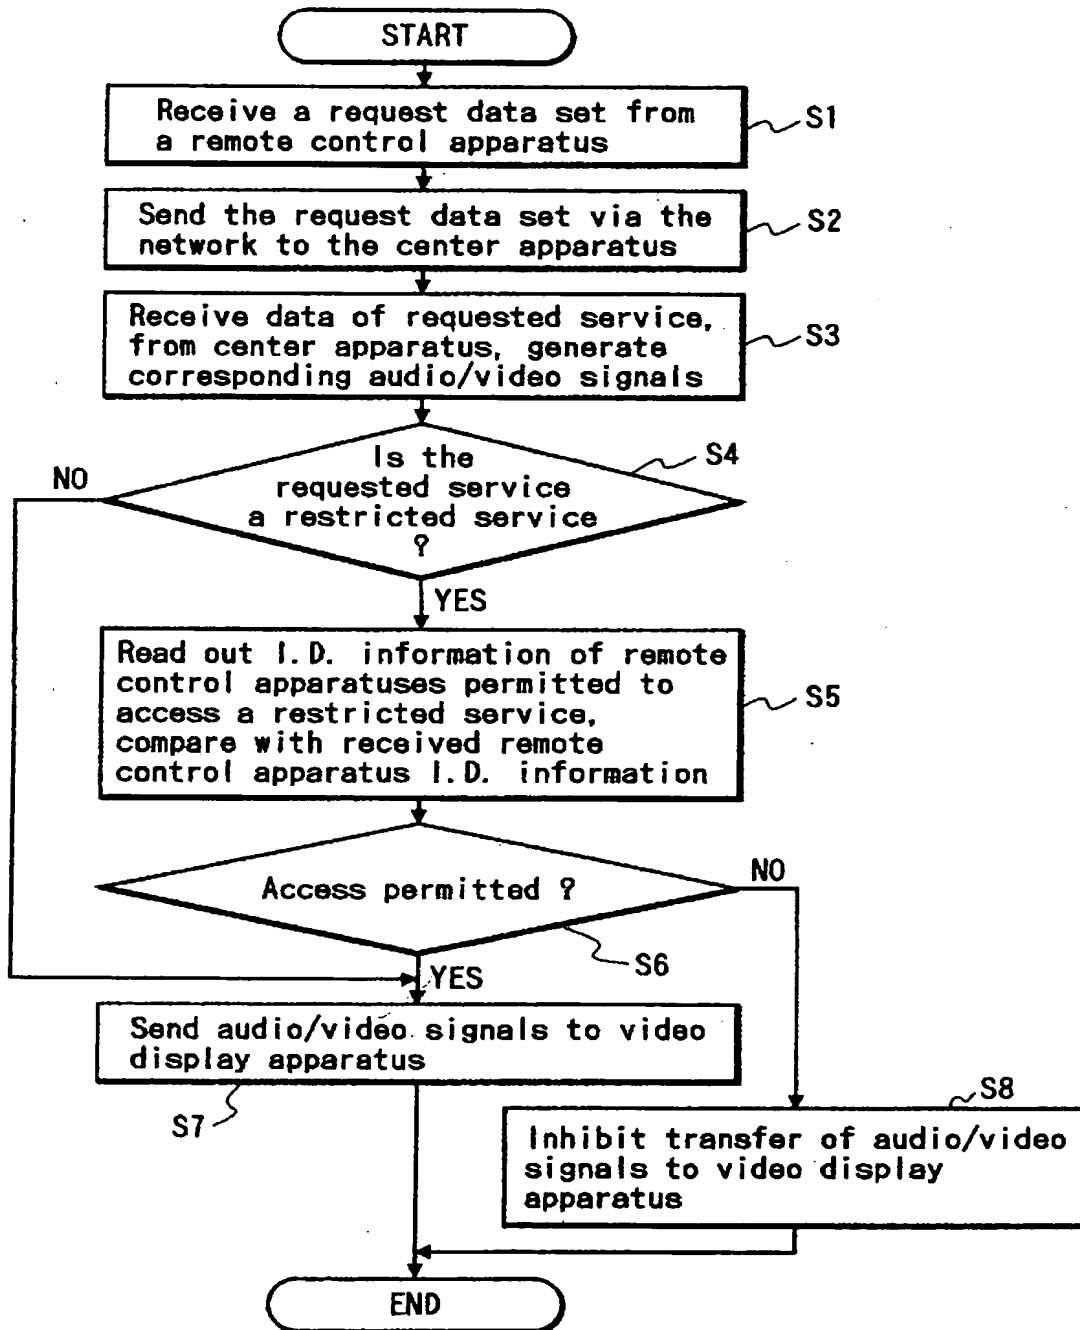 START
Receive a request data set from
a remote control apparatus
S1
Send the request data set via the
network to the center apparatus
S2
Receive data of requested service,
from center apparatus, generate
corresponding audio/video signals
S3
Is the
requested service
a restricted service
?
S4
NO
YES
Read out I.D. information of remote
control apparatuses permitted to
access a restricted service,
compare with received remote
control apparatus I.D. information
S5
Access permitted ?
NO
S6
YES
Send audio/video signals to video
display apparatus
S7
S8
Inhibit transfer of audio/video
signals to video display
apparatus
END